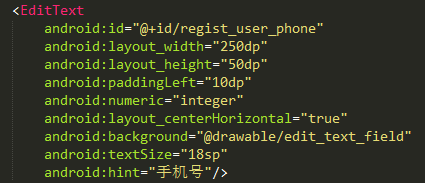 <EditText
android:id="@+id/regist_user_phone"
android:layout_width="250dp"
android:layout_height="50dp"
android:paddingLeft="10dp"
android:numeric="integer"
android:layout_centerHorizontal="true"
android:background="@drawable/edit_text_field"
android:textSize="18sp"
android:hint="手机号"/>